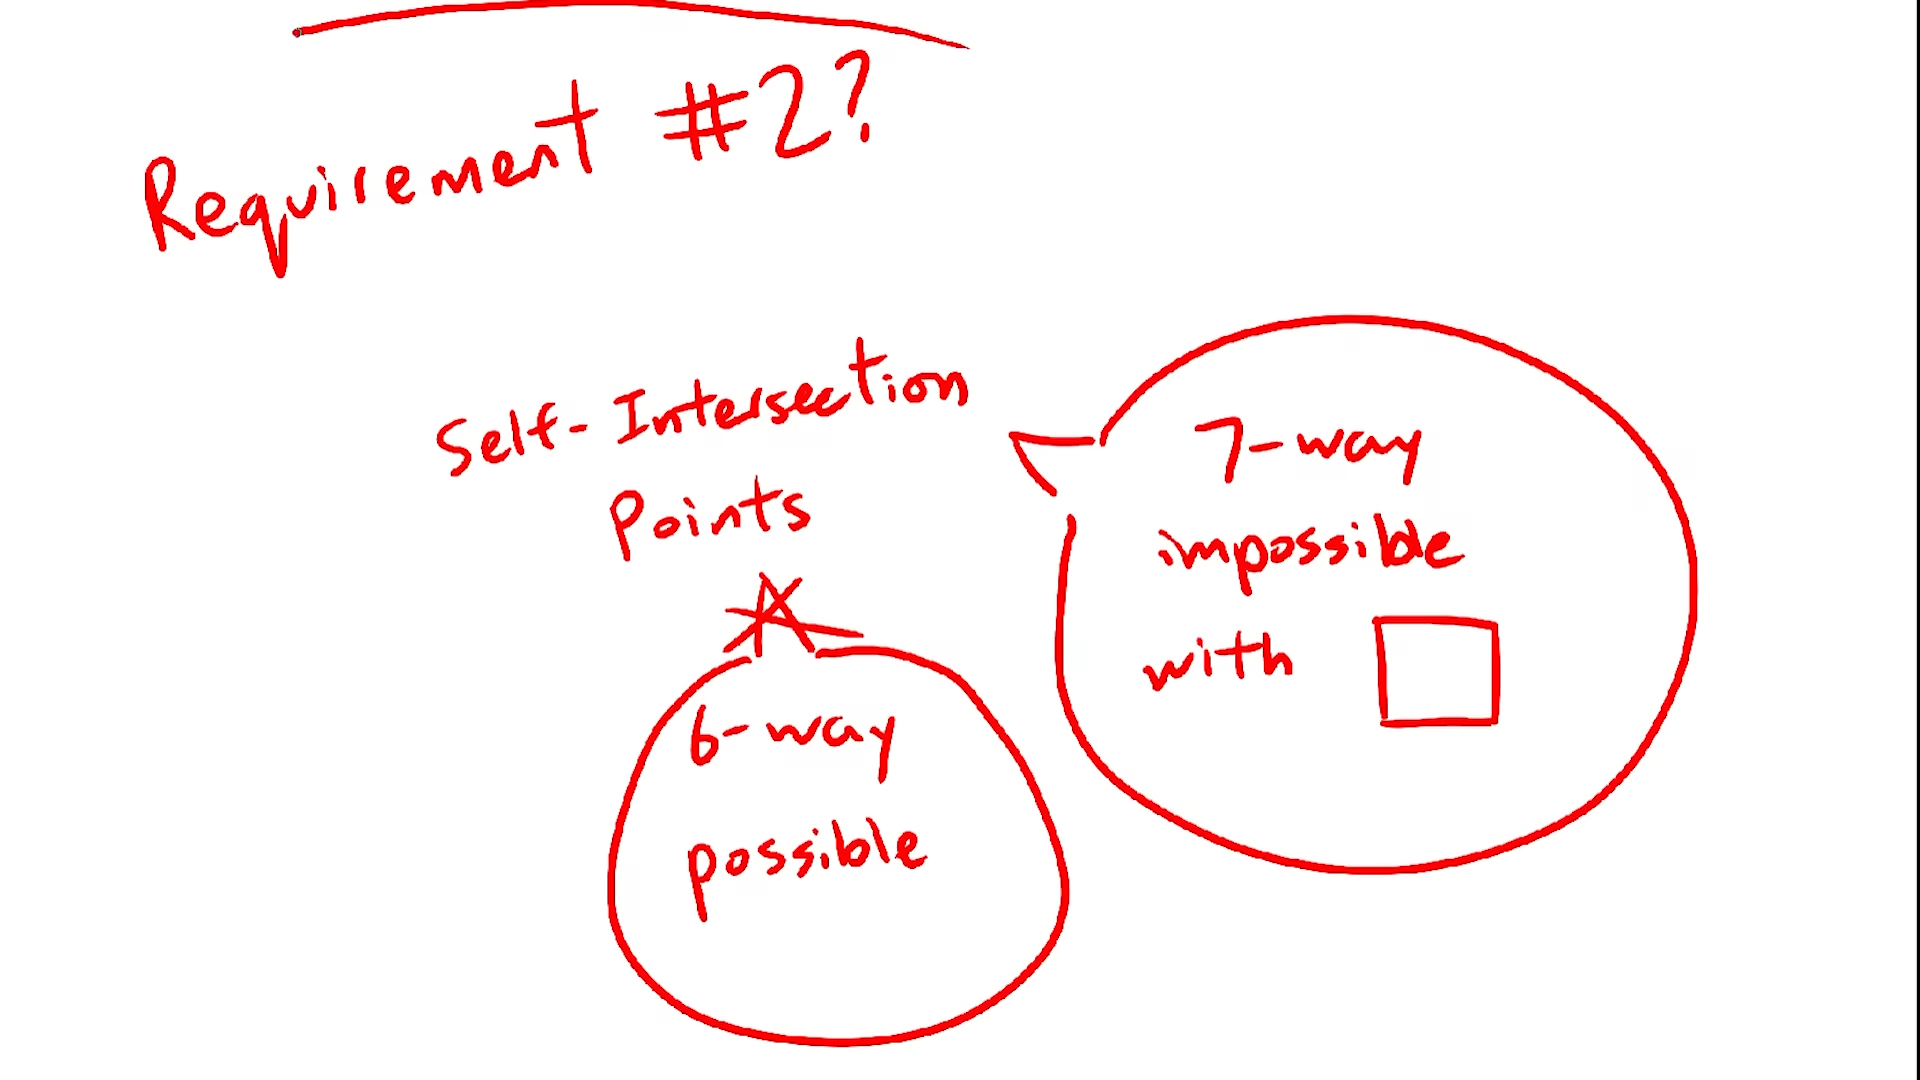 Requirement #2?
Self-Intersection
Points
7-way
impossible
with
6-way
possible